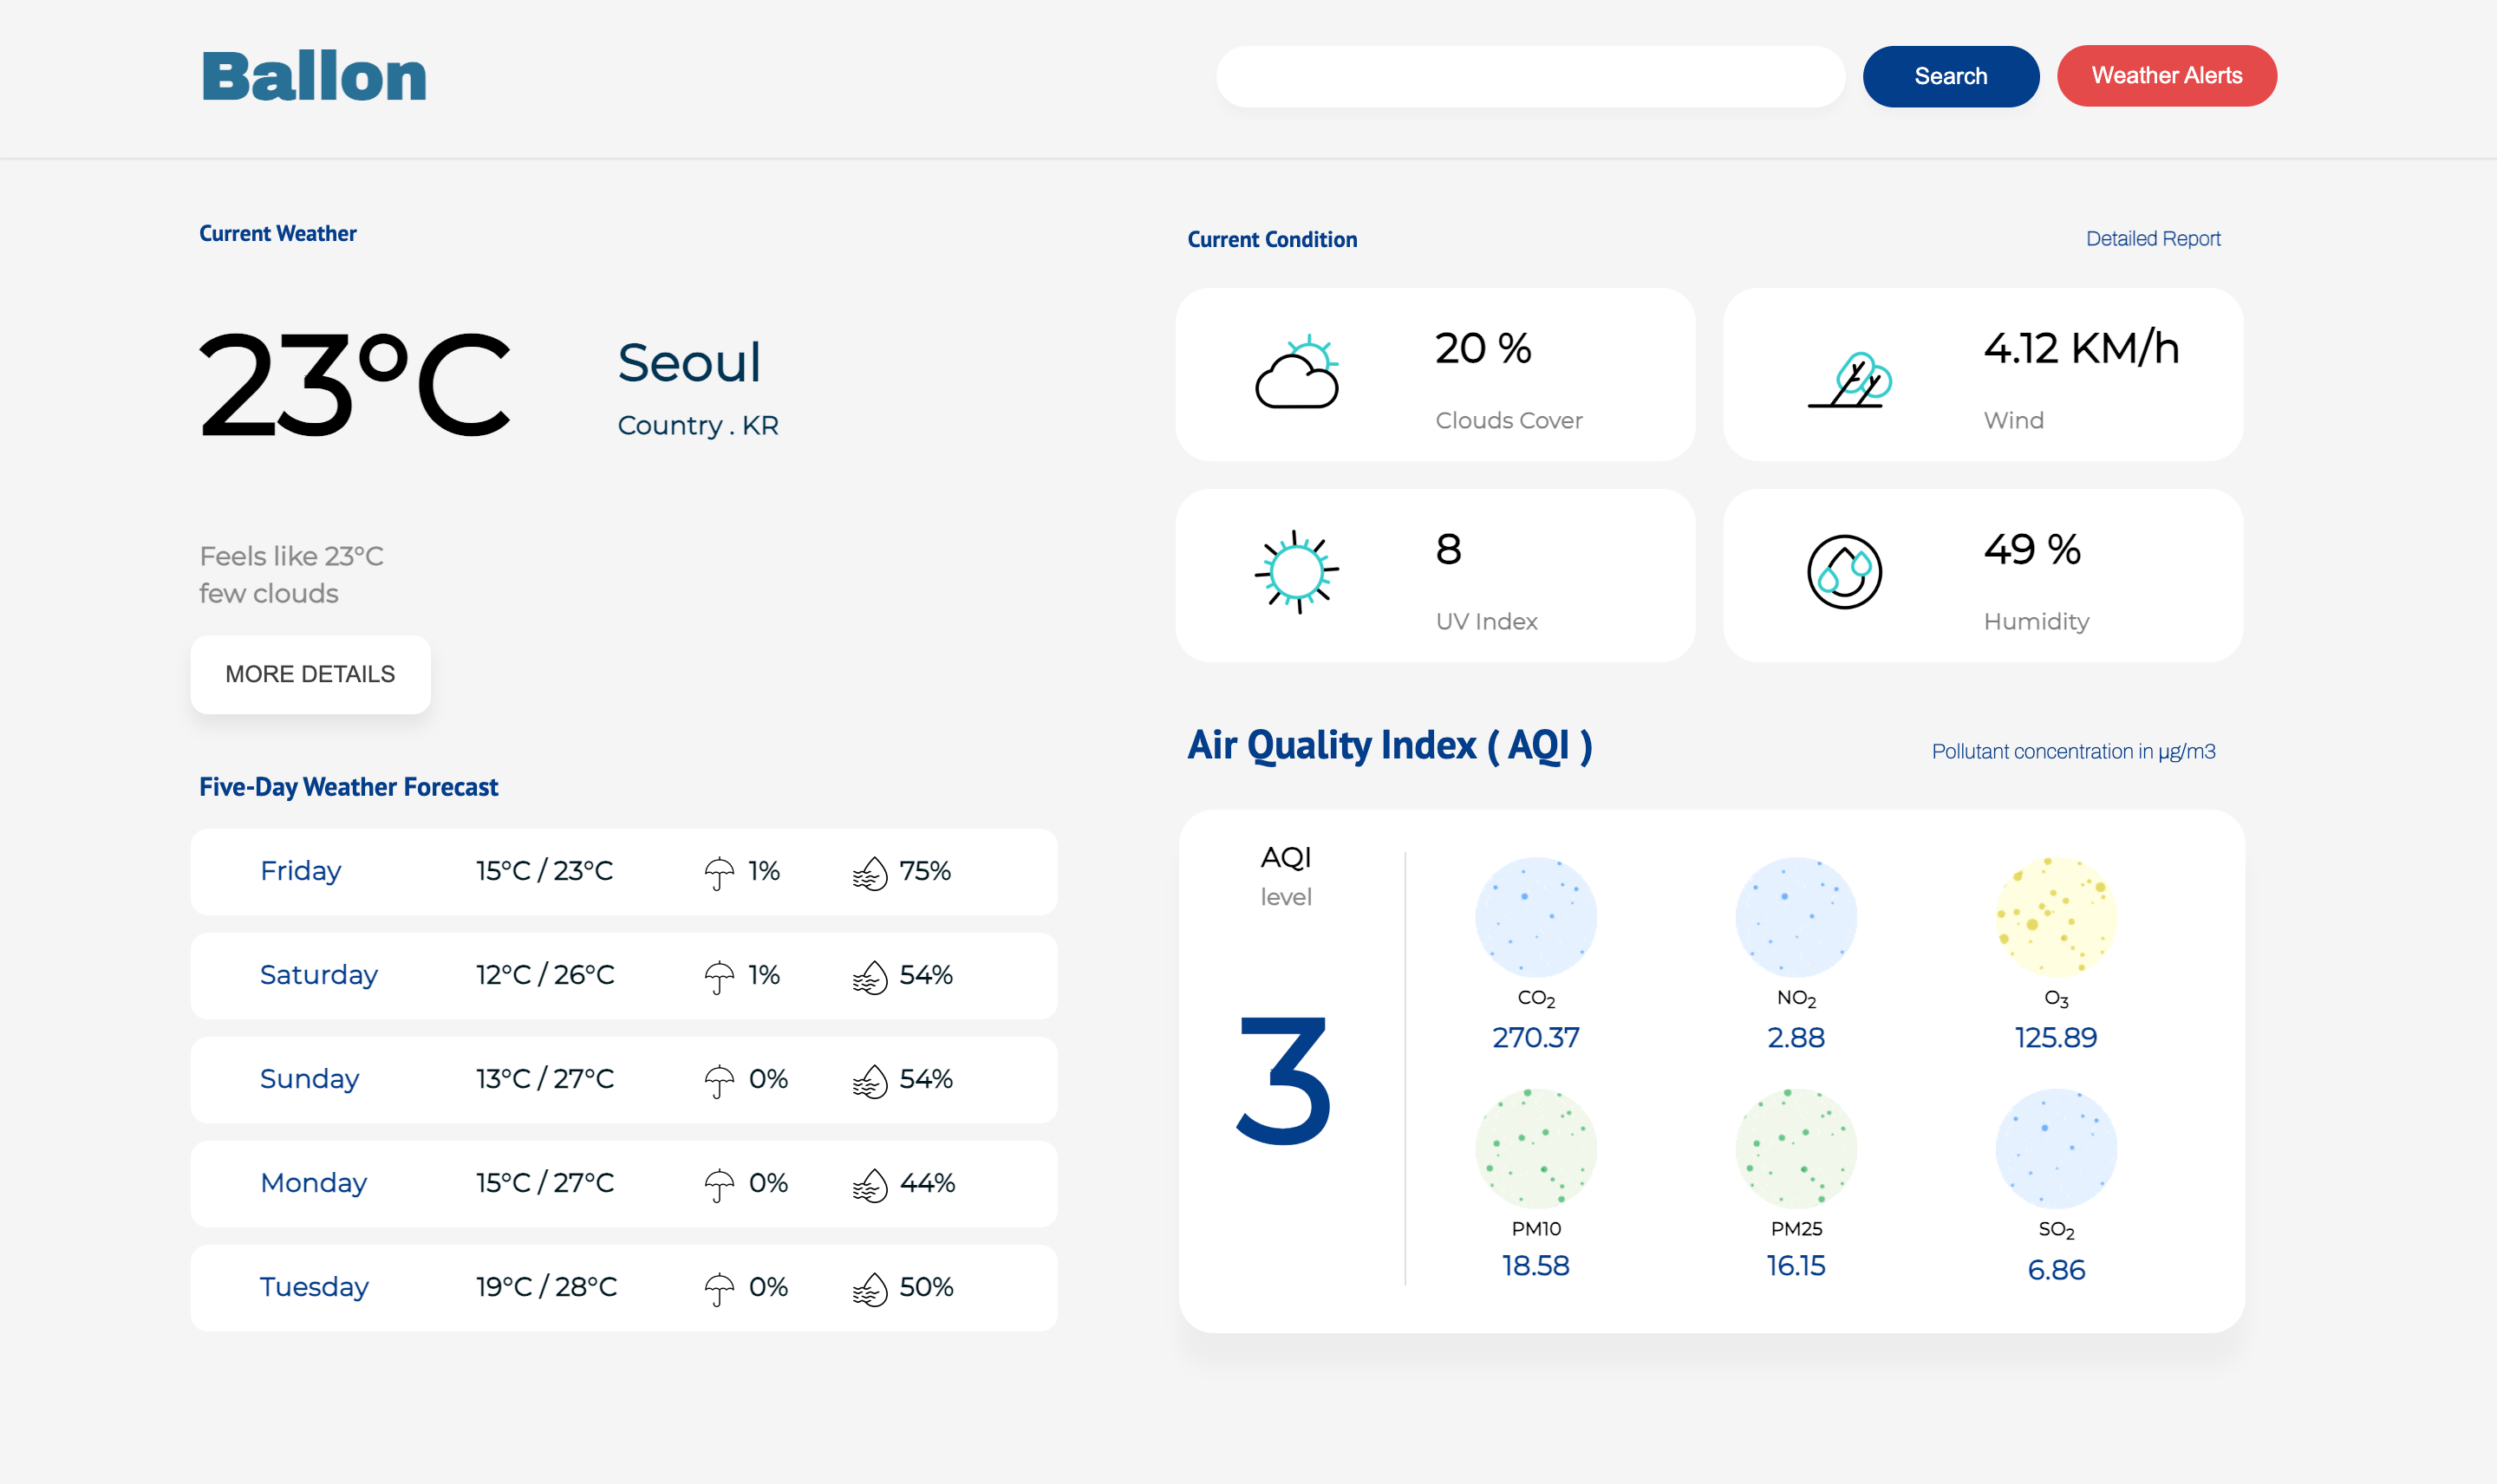 Ballon
Search
Weather Alerts
Current Weather
23°C
Seoul
Country . KR
Feels like 23°C
few clouds
MORE DETAILS
Five-Day Weather Forecast
Friday 15°C / 23°C 1% 75%
Saturday 12°C / 26°C 1% 54%
Sunday 13°C / 27°C 0% 54%
Monday 15°C / 27°C 0% 44%
Tuesday 19°C / 28°C 0% 50%
Current Condition
Detailed Report
20 %
Clouds Cover
4.12 KM/h
Wind
8
UV Index
49 %
Humidity
Air Quality Index ( AQI )
Pollutant concentration in µg/m3
AQI
level
3
CO₂
270.37
NO₂
2.88
O₃
125.89
PM10
18.58
PM25
16.15
SO₂
6.86